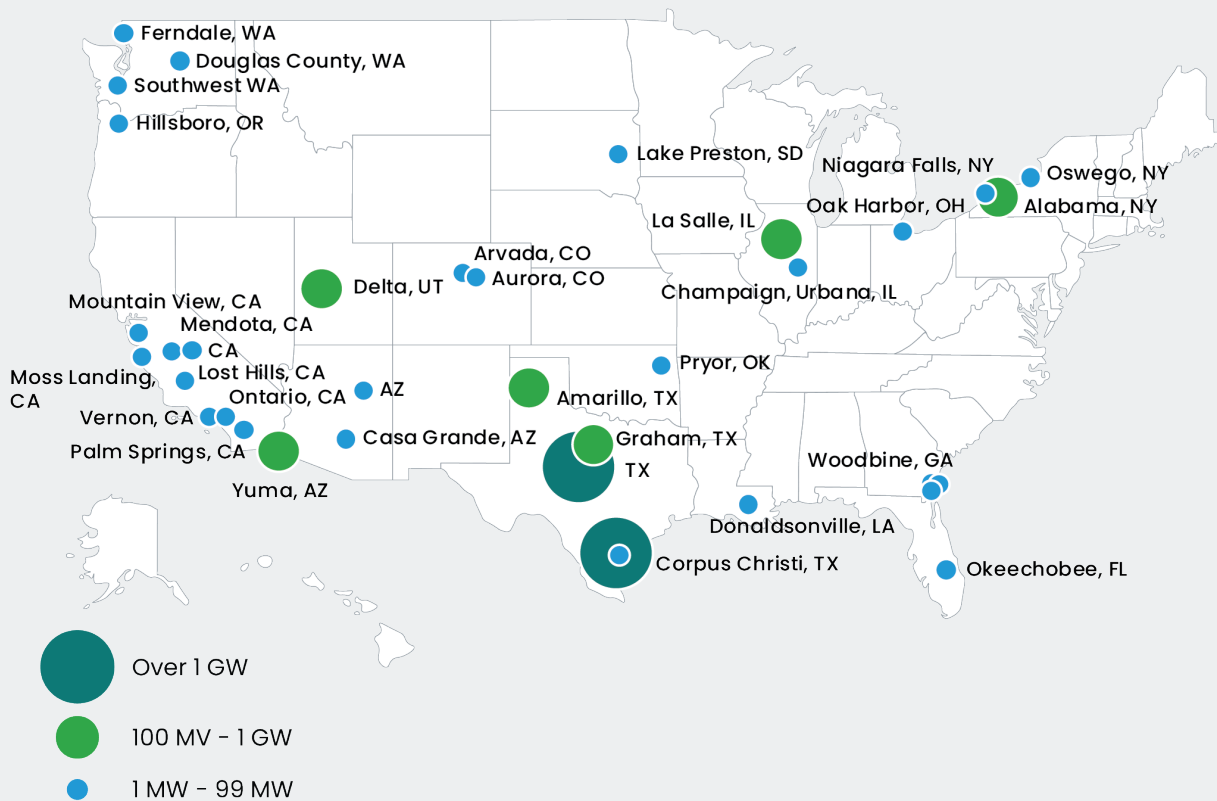 Ferndale, WA
Douglas County, WA
Southwest WA
Hillsboro, OR
Lake Preston, SD
Niagara Falls, NY
Oswego, NY
Oak Harbor, OH
Alabama, NY
La Salle, IL
Arvada, CO
Aurora, CO
Delta, UT
Champaign, Urbana, IL
Mountain View, CA
Mendota, CA
CA
Pryor, OK
Lost Hills, CA
Moss Landing,
CA
Ontario, CA
AZ
Amarillo, TX
Vernon, CA
Casa Grande, AZ
Graham, TX
Palm Springs, CA
Woodbine, GA
TX
Yuma, AZ
Donaldsonville, LA
Corpus Christi, TX
Okeechobee, FL
Over 1 GW
100 MV - 1 GW
1 MW - 99 MW